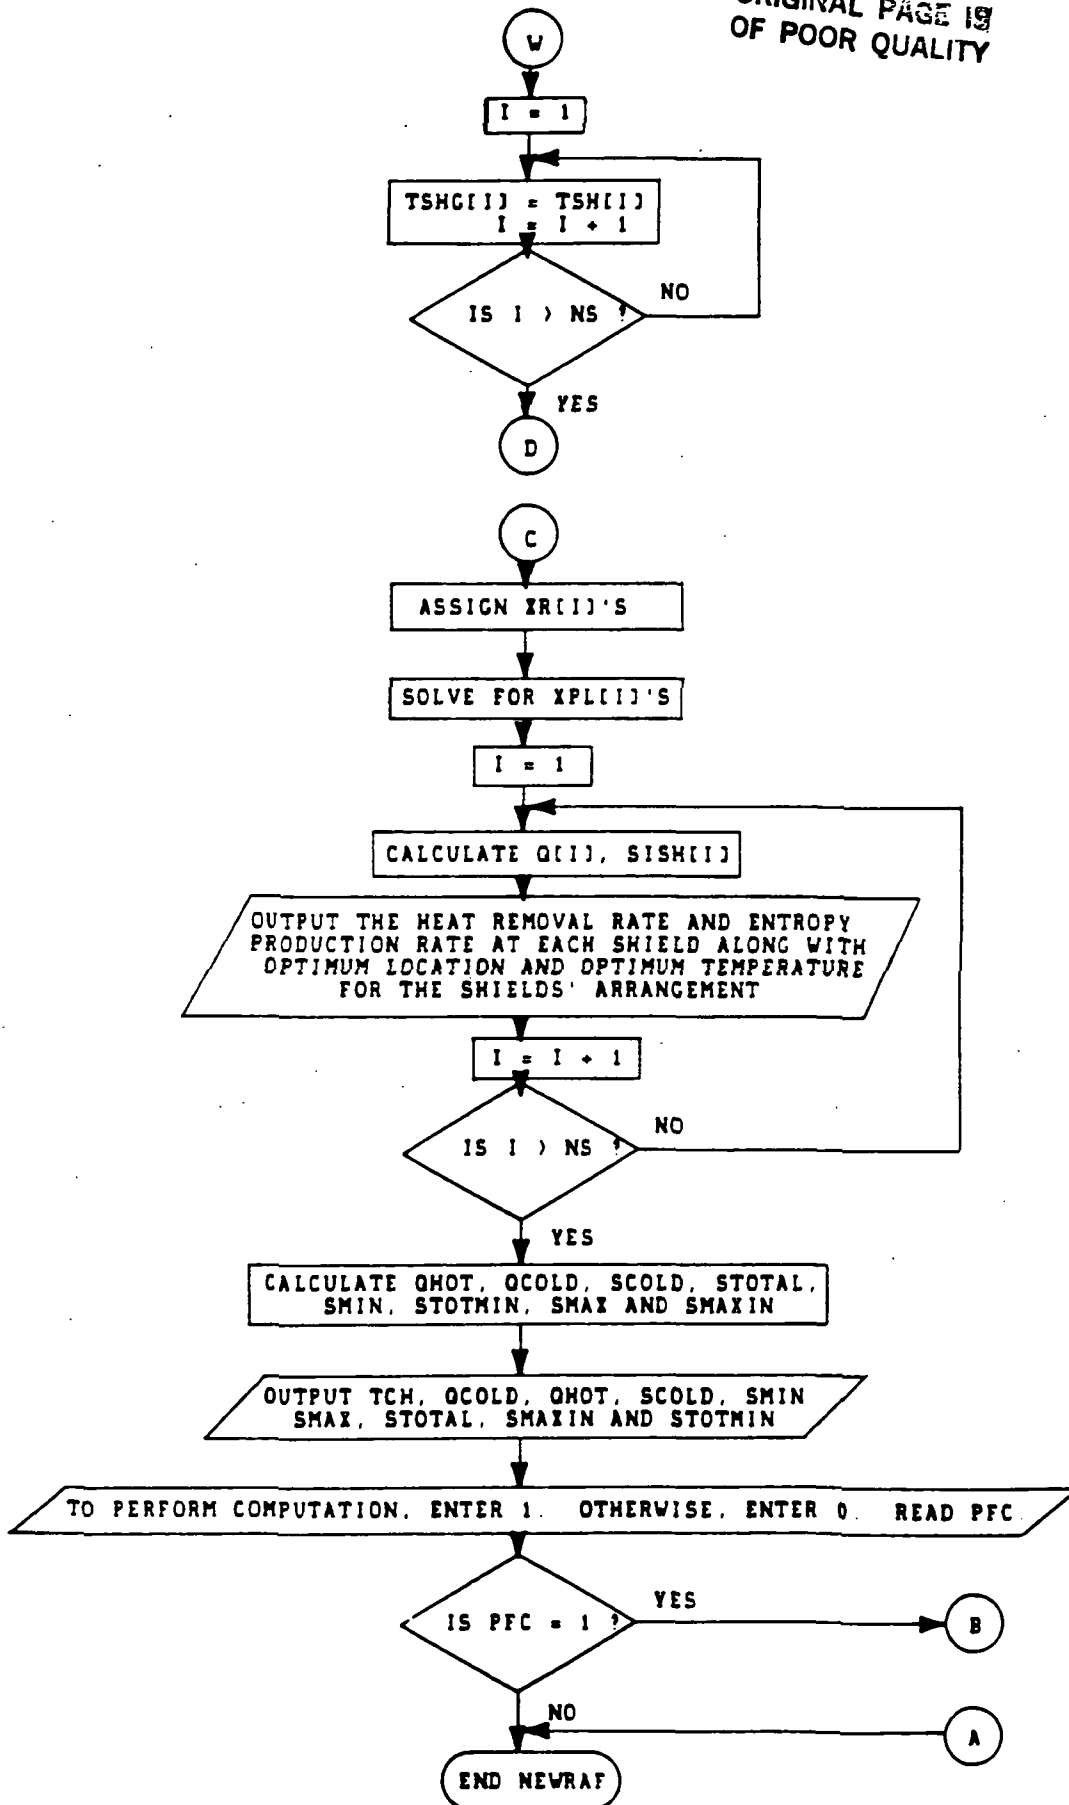 ORIGINAL PAGE IS
OF POOR QUALITY
W
I = 1
TSHG[I] = TSH[I]
I = I + 1
IS I > NS ?
NO
YES
D
C
ASSIGN XR[I]'S
SOLVE FOR XPL[I]'S
I = 1
CALCULATE Q[I], SISH[I]
OUTPUT THE HEAT REMOVAL RATE AND ENTROPY
PRODUCTION RATE AT EACH SHIELD ALONG WITH
OPTIMUM LOCATION AND OPTIMUM TEMPERATURE
FOR THE SHIELDS' ARRANGEMENT
I = I + 1
IS I > NS ?
NO
YES
CALCULATE QHOT, QCOLD, SCOLD, STOTAL,
SMIN, STOTMIN, SMAX AND SMAXIN
OUTPUT TCH, QCOLD, QHOT, SCOLD, SMIN
SMAX, STOTAL, SMAXIN AND STOTMIN
TO PERFORM COMPUTATION, ENTER 1. OTHERWISE, ENTER 0. READ PFC
IS PFC = 1 ?
YES
B
NO
A
END NEWRAF